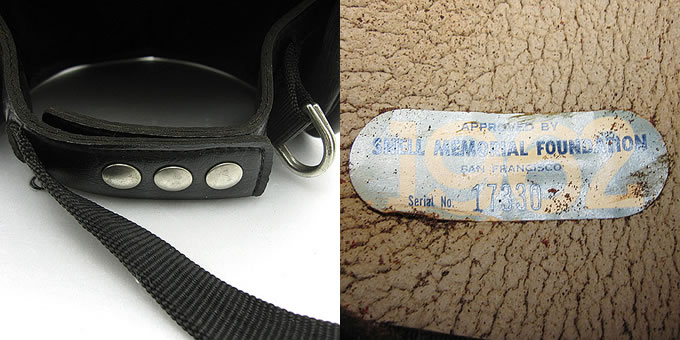 APPROVED BY
SNELL MEMORIAL FOUNDATION
SAN FRANCISCO
1962
Serial No. 17330